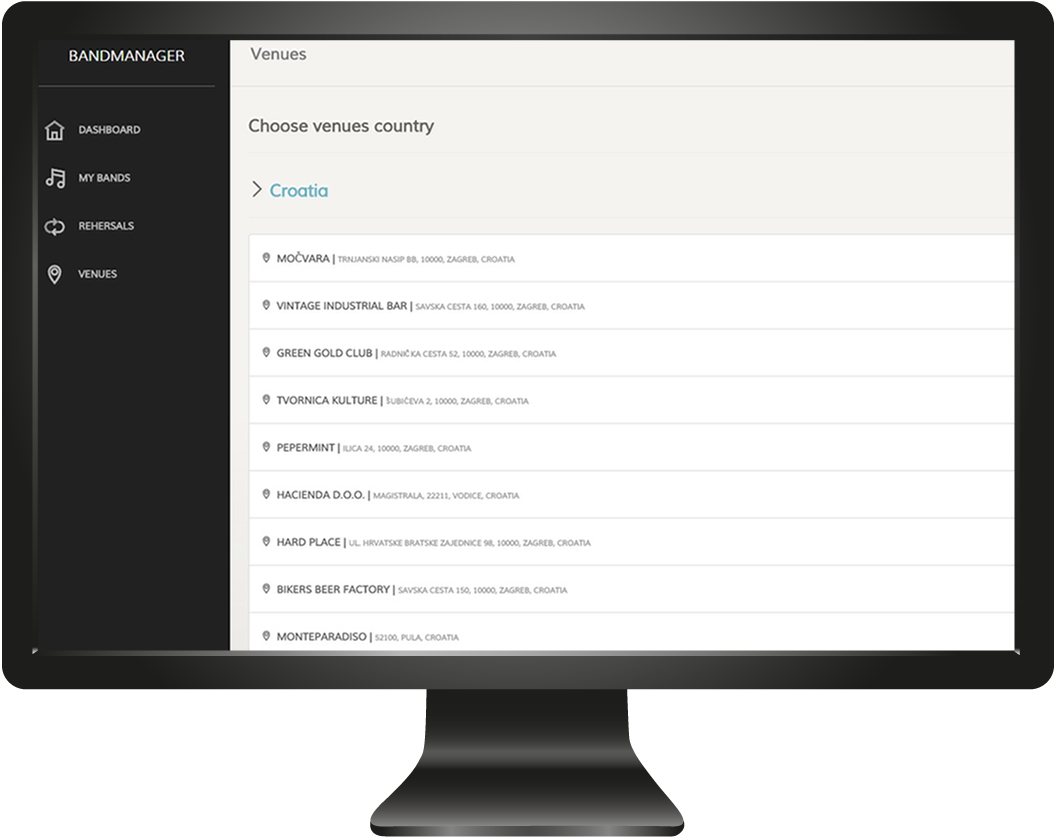 BANDMANAGER
DASHBOARD
MY BANDS
REHERSALS
VENUES
Venues
Choose venues country
Croatia
MOČVARA | TRNJANSKI NASIP BB, 10000, ZAGREB, CROATIA
VINTAGE INDUSTRIAL BAR | SAVSKA CESTA 160, 10000, ZAGREB, CROATIA
GREEN GOLD CLUB | RADNIČKA CESTA 52, 10000, ZAGREB, CROATIA
TVORNICA KULTURE | ŠUBIČEVA 2, 10000, ZAGREB, CROATIA
PEPERMINT | ILICA 24, 10000, ZAGREB, CROATIA
HACIENDA D.O.O. | MAGISTRALA, 22211, VODICE, CROATIA
HARD PLACE | UL. HRVATSKE BRATSKE ZAJEDNICE 98, 10000, ZAGREB, CROATIA
BIKERS BEER FACTORY | SAVSKA CESTA 150, 10000, ZAGREB, CROATIA
MONTEPARADISO | 52100, PULA, CROATIA